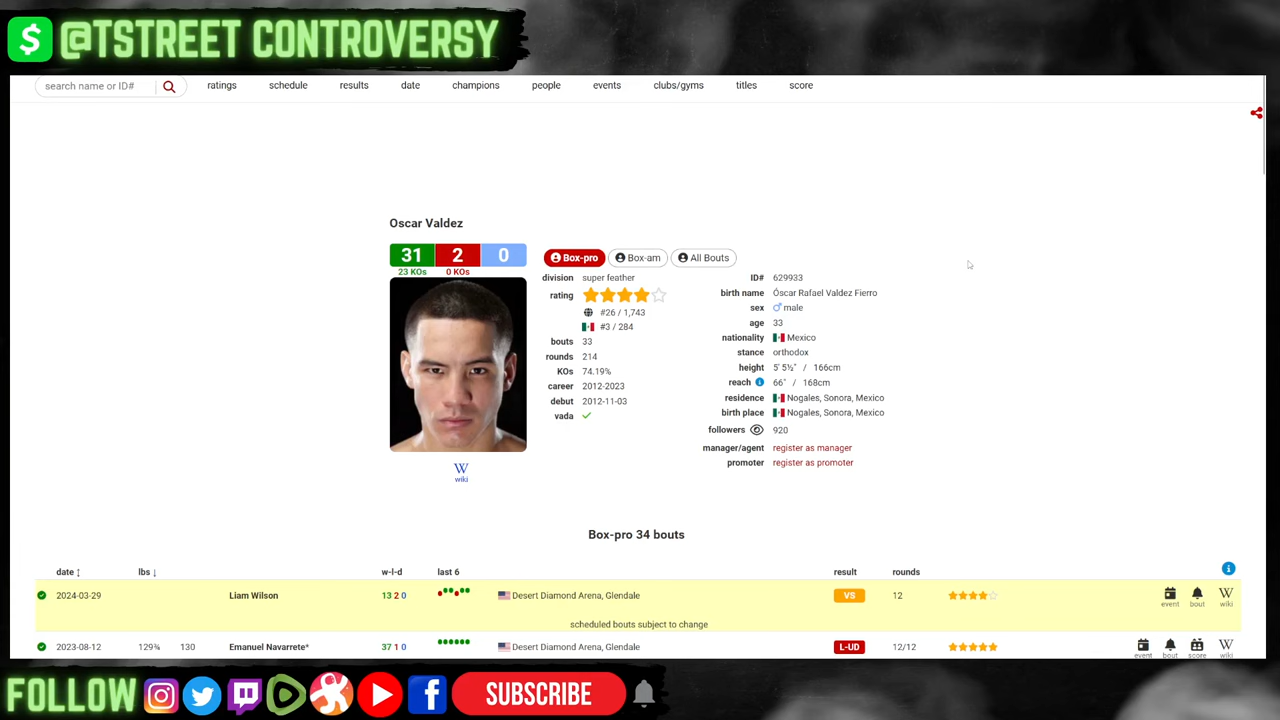 $ @TSTREET CONTROVERSY
search name or ID# ratings schedule results date champions people events clubs/gyms titles score
Oscar Valdez
31 2 0
23 KOs 0 KOs
Box-pro Box-am All Bouts
division super feather
rating
#26 / 1,743
#3 / 284
bouts 33
rounds 214
KOs 74.19%
career 2012-2023
debut 2012-11-03
vada
ID# 629933
birth name Óscar Rafael Valdez Fierro
sex male
age 33
nationality Mexico
stance orthodox
height 5' 5½" / 166cm
reach 66" / 168cm
residence Nogales, Sonora, Mexico
birth place Nogales, Sonora, Mexico
followers 920
manager/agent register as manager
promoter register as promoter
W
wiki
Box-pro 34 bouts
date lbs w-l-d last 6 result rounds
2024-03-29 Liam Wilson 13 2 0 Desert Diamond Arena, Glendale VS 12 event bout W wiki
scheduled bouts subject to change
2023-08-12 129¾ 130 Emanuel Navarrete* 37 1 0 Desert Diamond Arena, Glendale L-UD 12/12 event bout score W wiki
FOLLOW SUBSCRIBE